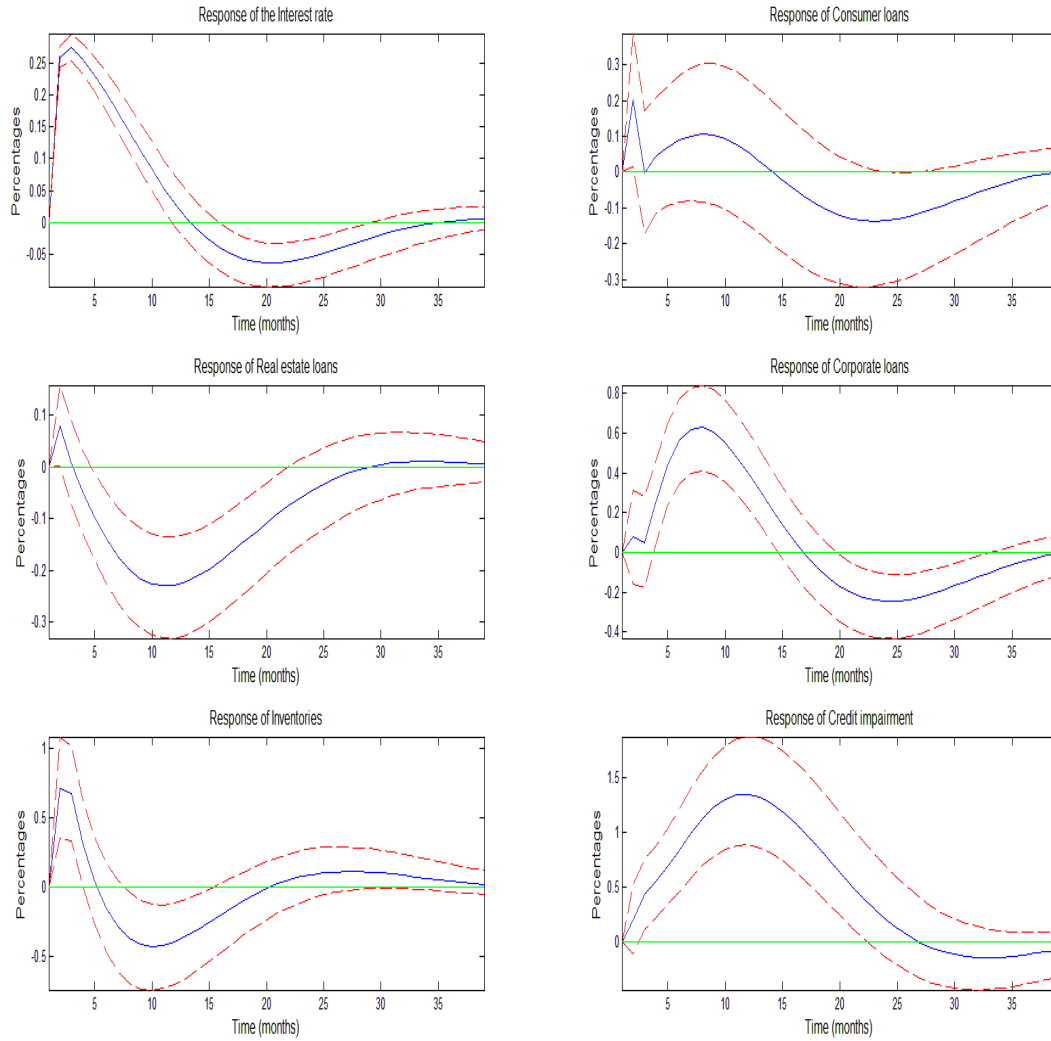 Response of the Interest rate
Percentages
0.25
0.2
0.15
0.1
0.05
0
-0.05
5 10 15 20 25 30 35
Time (months)
Response of Consumer loans
Percentages
0.3
0.2
0.1
0
-0.1
-0.2
-0.3
5 10 15 20 25 30 35
Time (months)
Response of Real estate loans
Percentages
0.1
0
-0.1
-0.2
-0.3
5 10 15 20 25 30 35
Time (months)
Response of Corporate loans
Percentages
0.8
0.6
0.4
0.2
0
-0.2
-0.4
5 10 15 20 25 30 35
Time (months)
Response of Inventories
Percentages
1
0.5
0
-0.5
5 10 15 20 25 30 35
Time (months)
Response of Credit impairment
Percentages
1.5
1
0.5
0
5 10 15 20 25 30 35
Time (months)